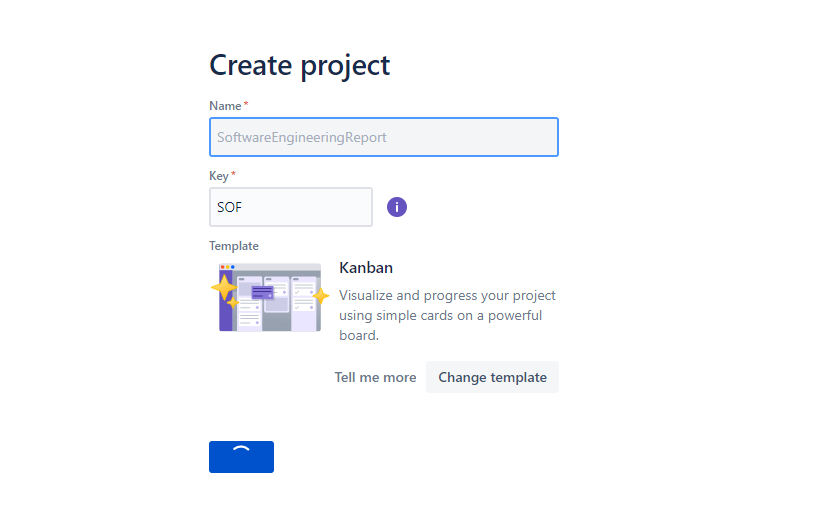 Create project
Name *
SoftwareEngineeringReport
Key *
SOF
i
Template
Kanban
Visualize and progress your project
using simple cards on a powerful
board.
Tell me more
Change template